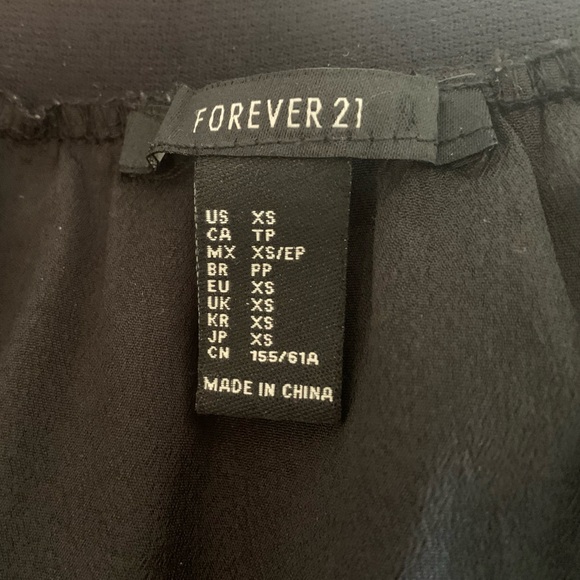 FOREVER 21
US XS
CA TP
MX XS/EP
BR PP
EU XS
UK XS
KR XS
JP XS
CN 155/61A
MADE IN CHINA